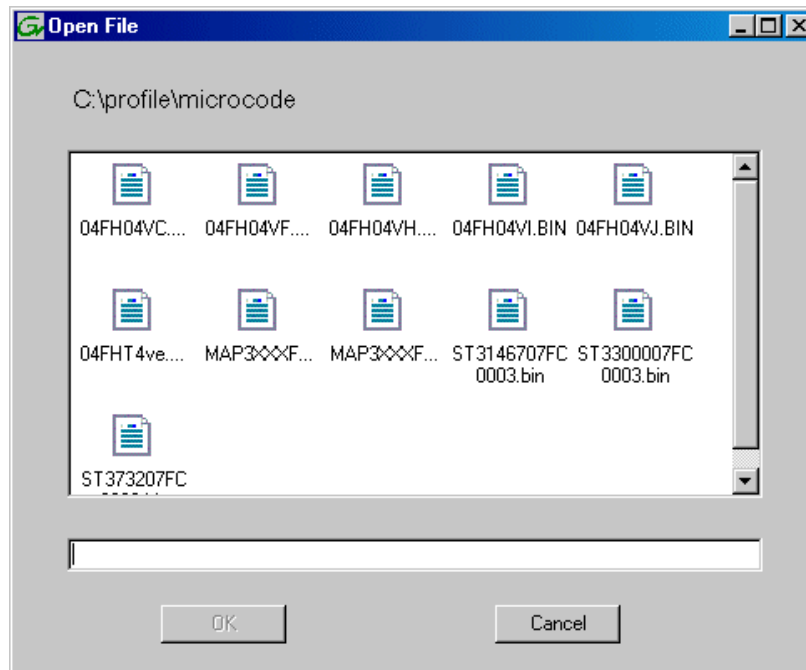 Open File
C:\profile\microcode
04FH04VC.... 04FH04VF.... 04FH04VH.... 04FH04VI.BIN 04FH04VJ.BIN
04FHT4ve.... MAP3XXXF... MAP3XXXF... ST3146707FC ST3300007FC
0003.bin 0003.bin
ST373207FC
OK Cancel